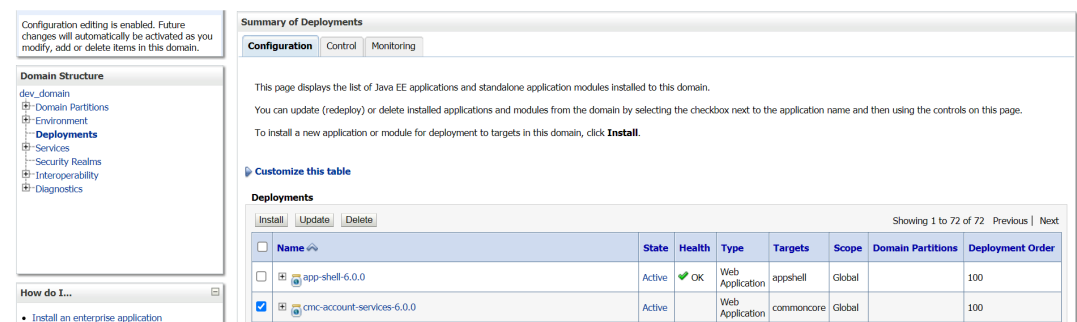 Configuration editing is enabled. Future
changes will automatically be activated as you
modify, add or delete items in this domain.
Domain Structure
dev_domain
Domain Partitions
Environment
Deployments
Services
Security Realms
Interoperability
Diagnostics
How do I...
Install an enterprise application
Summary of Deployments
Configuration Control Monitoring
This page displays the list of Java EE applications and standalone application modules installed to this domain.
You can update (redeploy) or delete installed applications and modules from the domain by selecting the checkbox next to the application name and then using the controls on this page.
To install a new application or module for deployment to targets in this domain, click Install.
Customize this table
Deployments
Install Update Delete Showing 1 to 72 of 72 Previous | Next
Name State Health Type Targets Scope Domain Partitions Deployment Order
app-shell-6.0.0 Active OK Web Application appshell Global 100
cmc-account-services-6.0.0 Active Web Application commoncore Global 100